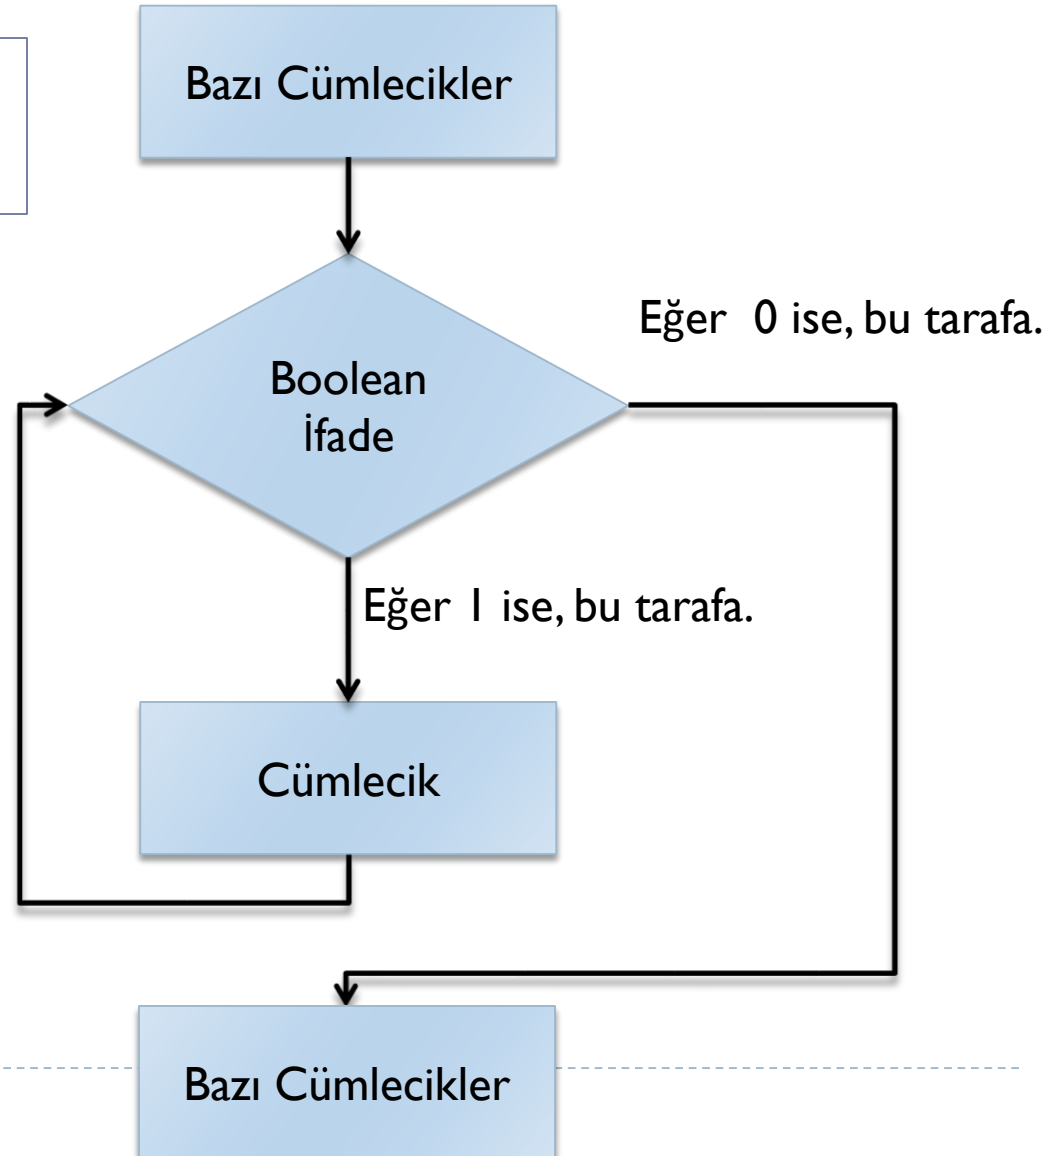 Bazı Cümlecikler
Eğer 0 ise, bu tarafa.
Boolean
İfade
Eğer 1 ise, bu tarafa.
Cümlecik
Bazı Cümlecikler